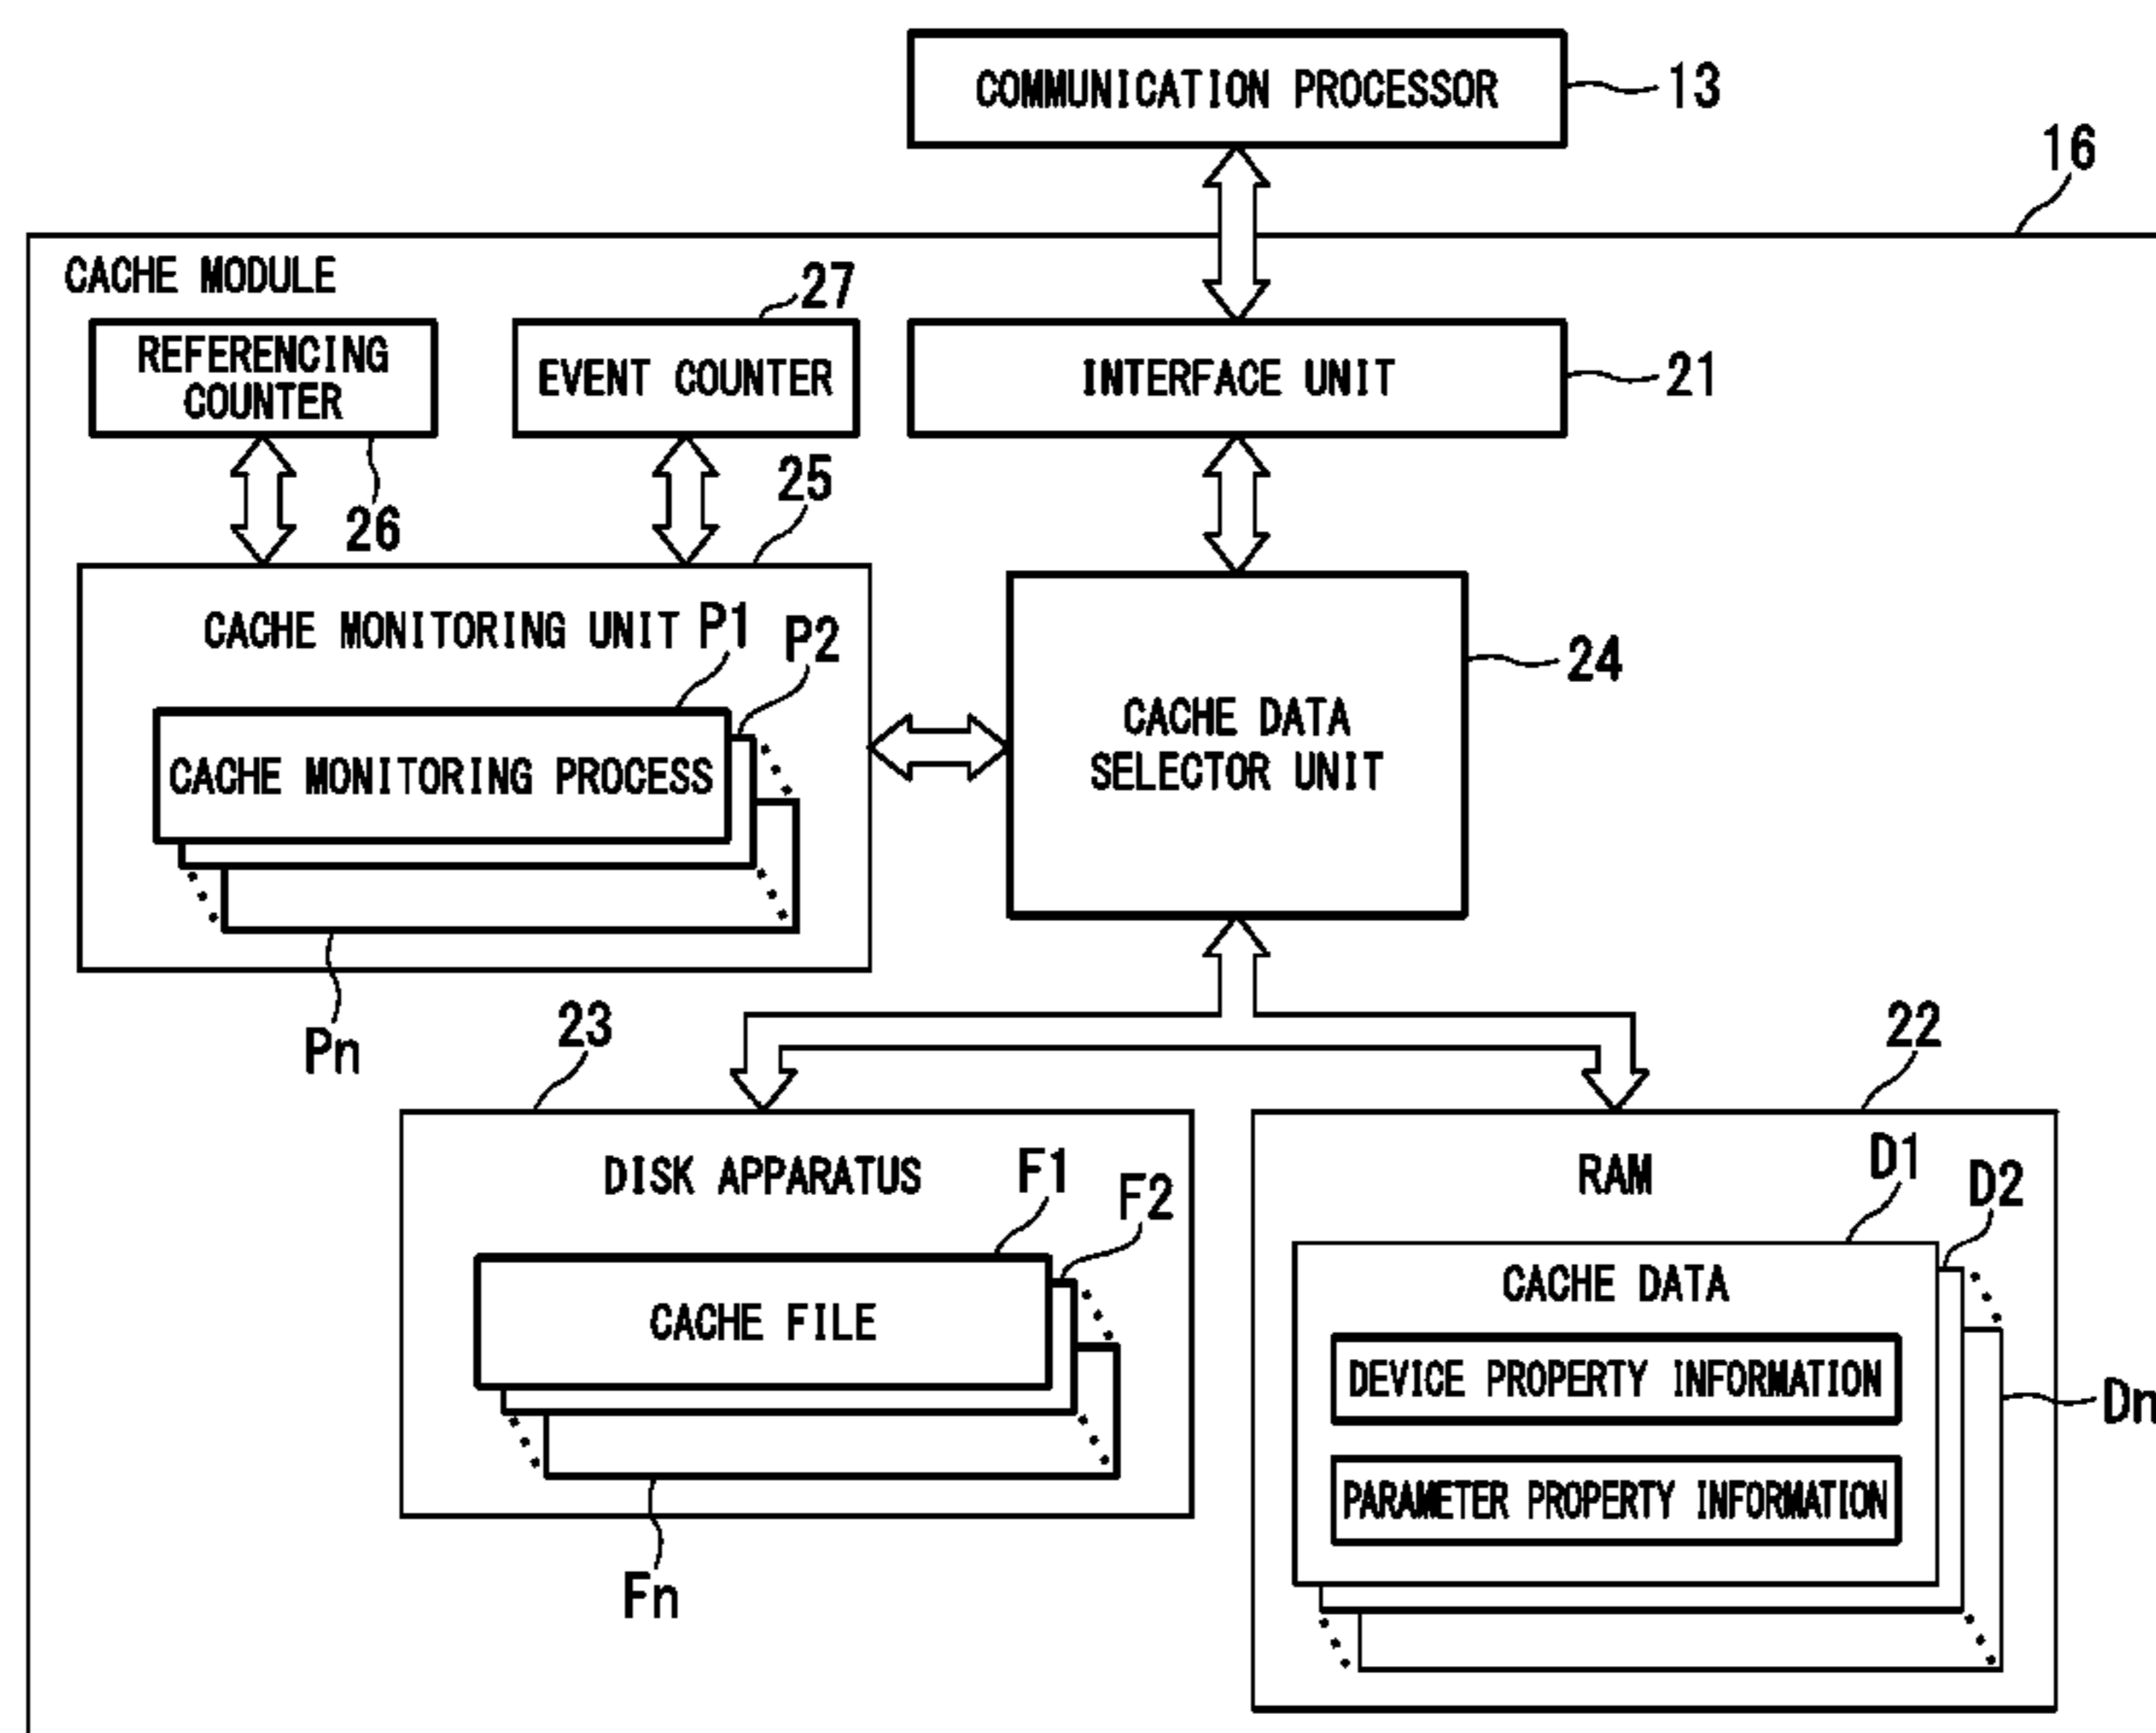 COMMUNICATION PROCESSOR
13
16
CACHE MODULE
27
REFERENCING
COUNTER
EVENT COUNTER
INTERFACE UNIT
21
26
25
CACHE MONITORING UNIT
P1
P2
CACHE MONITORING PROCESS
Pn
CACHE DATA
SELECTOR UNIT
24
23
22
DISK APPARATUS
F1
F2
CACHE FILE
Fn
RAM
D1
D2
CACHE DATA
DEVICE PROPERTY INFORMATION
PARAMETER PROPERTY INFORMATION
Dn